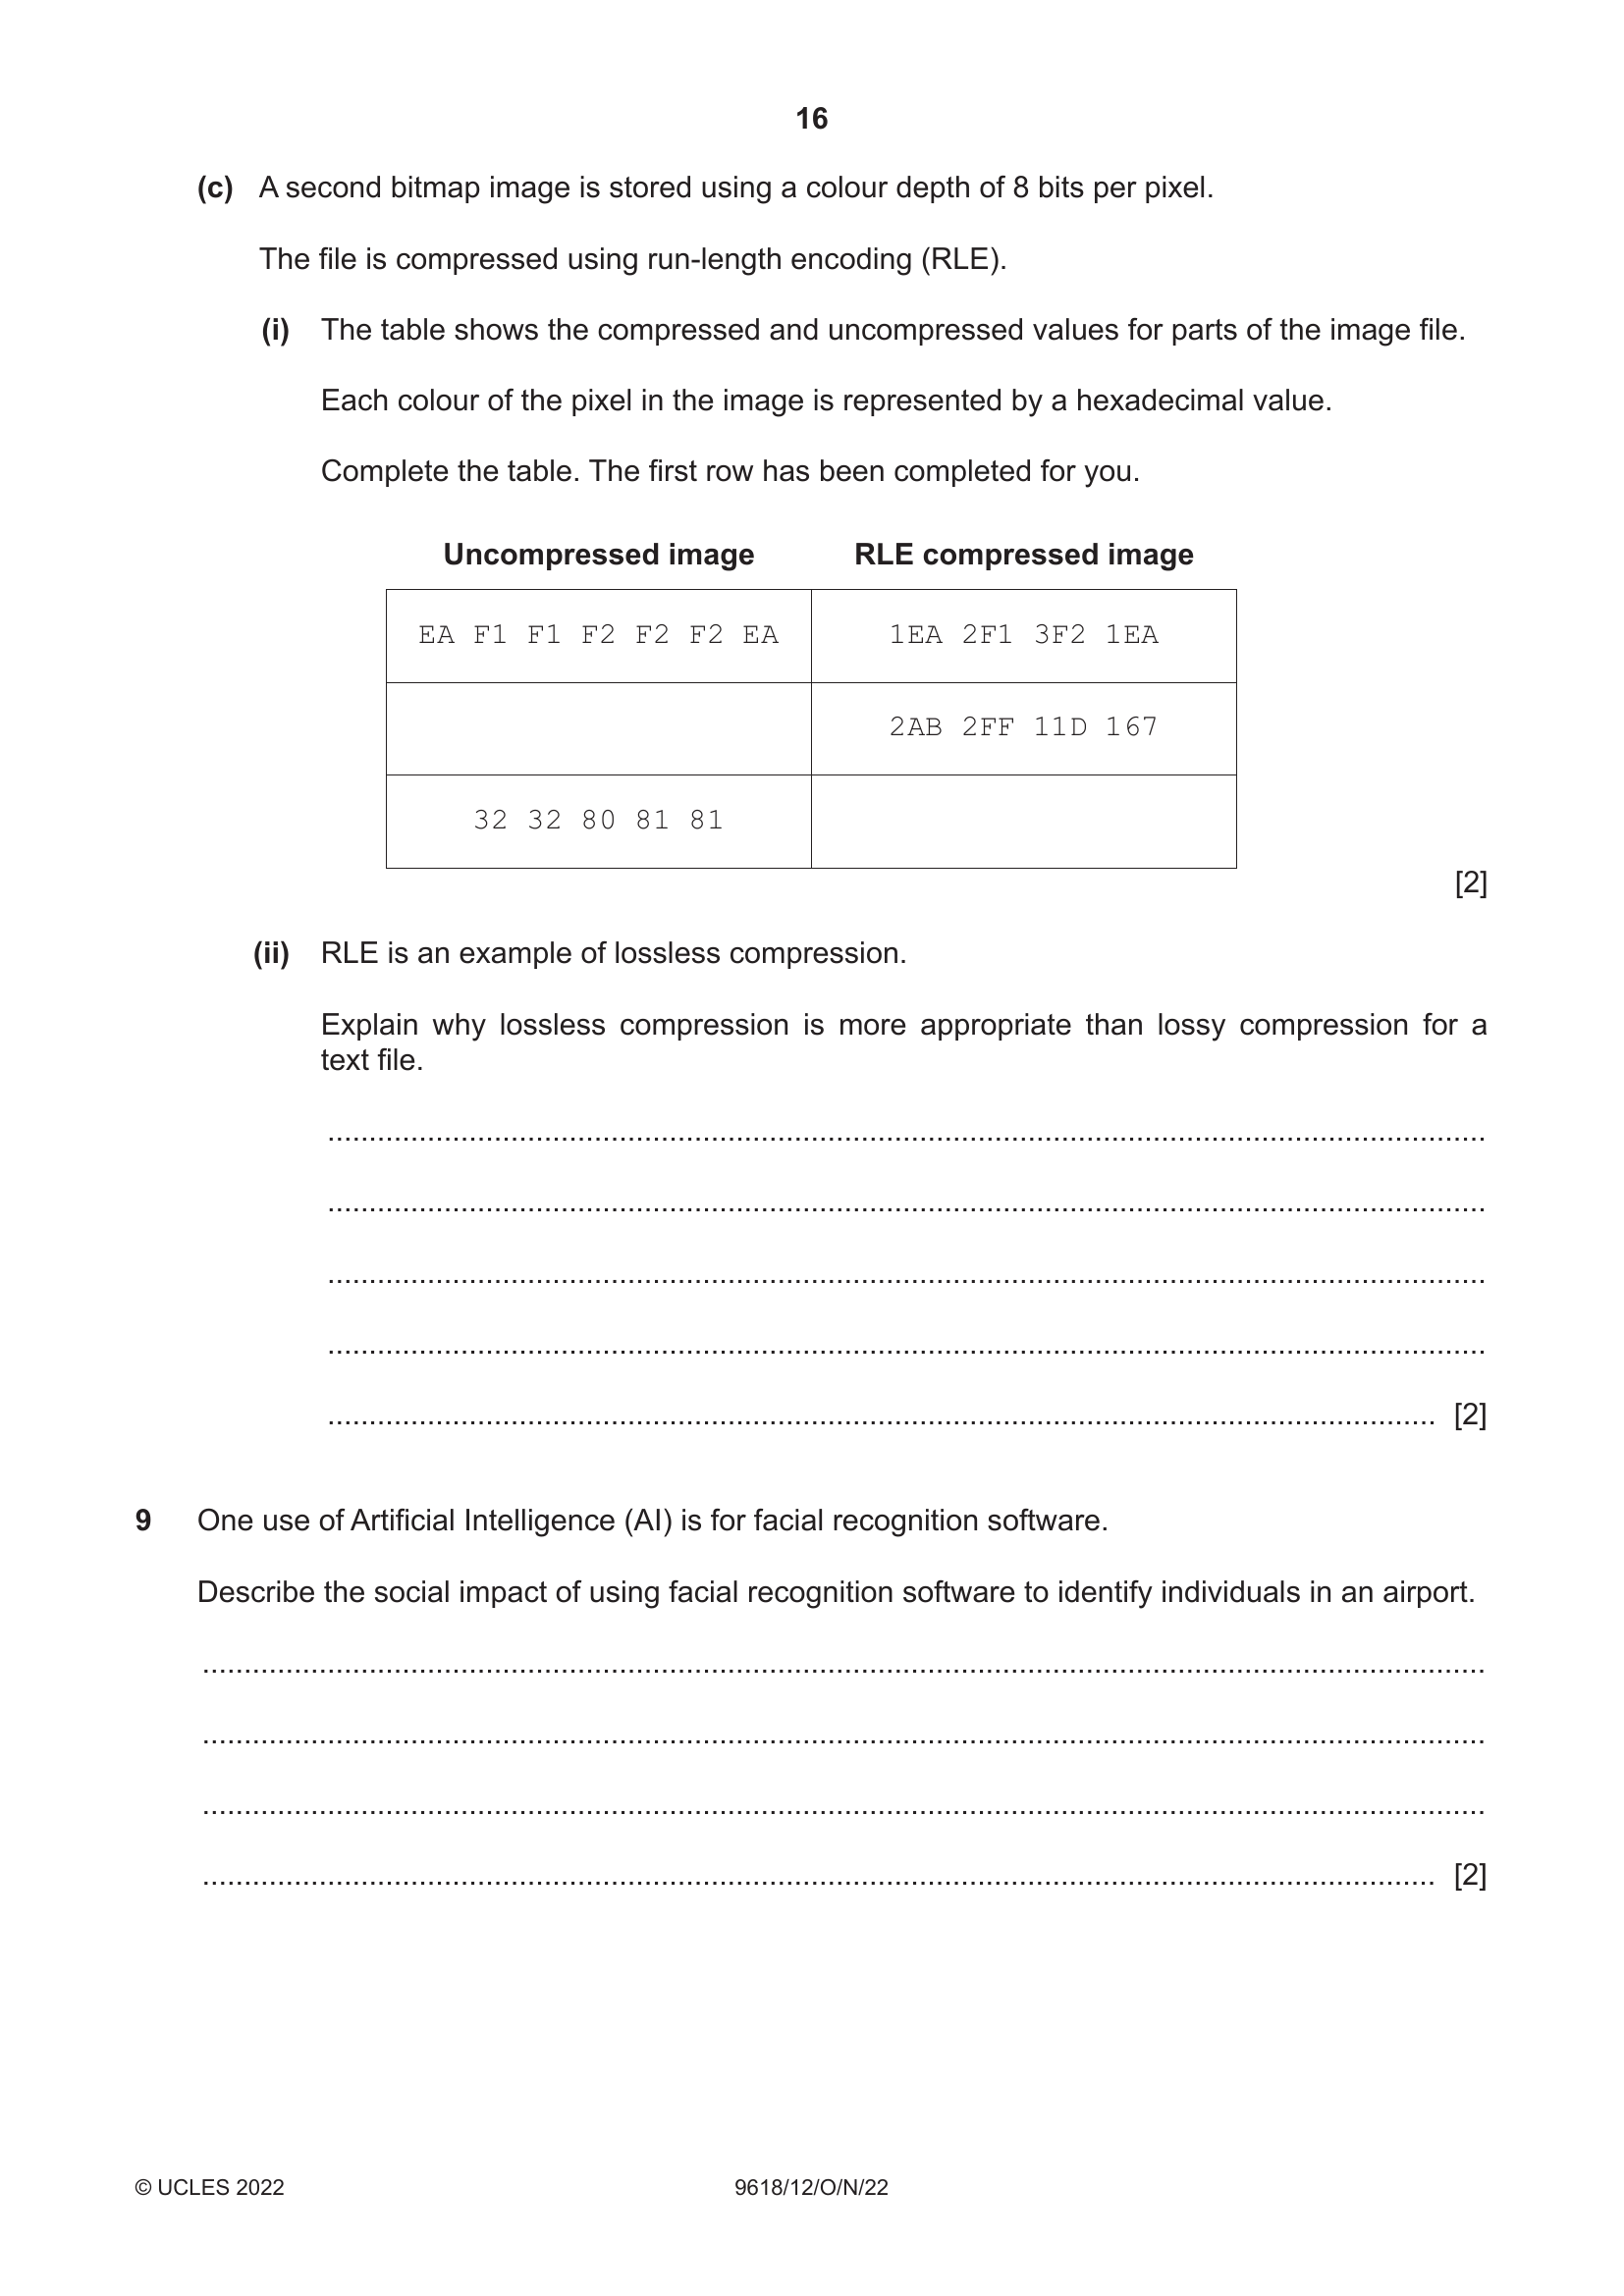 16
(c) A second bitmap image is stored using a colour depth of 8 bits per pixel.
The file is compressed using run-length encoding (RLE).
(i) The table shows the compressed and uncompressed values for parts of the image file.
Each colour of the pixel in the image is represented by a hexadecimal value.
Complete the table. The first row has been completed for you.
Uncompressed image RLE compressed image
EA F1 F1 F2 F2 F2 EA 1EA 2F1 3F2 1EA
2AB 2FF 11D 167
32 32 80 81 81
[2]
(ii) RLE is an example of lossless compression.
Explain why lossless compression is more appropriate than lossy compression for a
text file.
[2]
9 One use of Artificial Intelligence (AI) is for facial recognition software.
Describe the social impact of using facial recognition software to identify individuals in an airport.
[2]
© UCLES 2022 9618/12/O/N/22